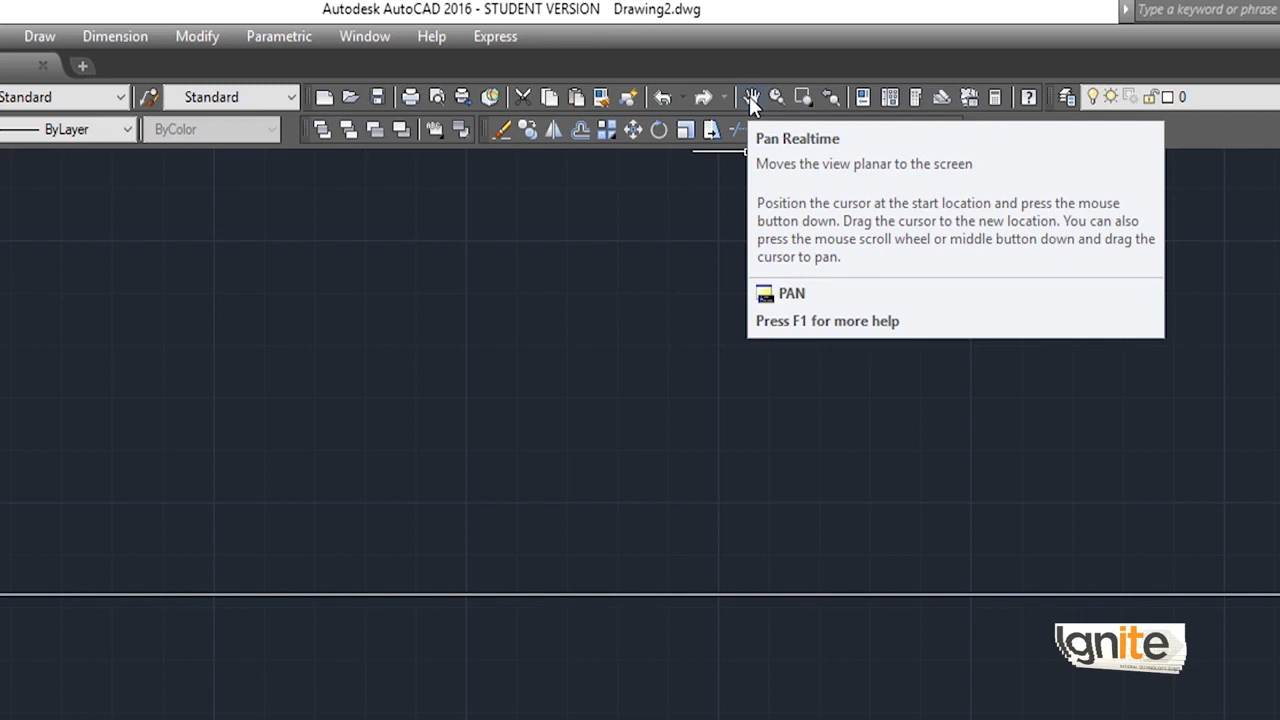 Autodesk AutoCAD 2016 - STUDENT VERSION Drawing2.dwg
Type a keyword or phrase
Draw Dimension Modify Parametric Window Help Express
Standard Standard 0
ByLayer ByColor
Pan Realtime
Moves the view planar to the screen
Position the cursor at the start location and press the mouse
button down. Drag the cursor to the new location. You can also
press the mouse scroll wheel or middle button down and drag the
cursor to pan.
PAN
Press F1 for more help
Ignite